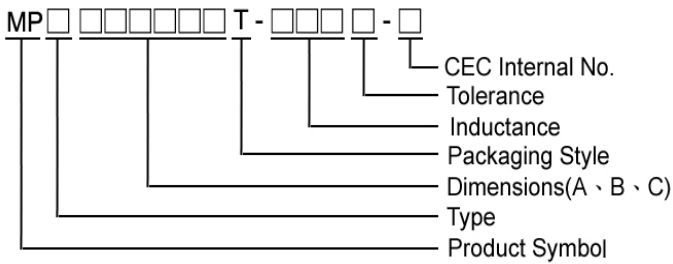 MP□ □□□□□□ T - □□□ □ - □
CEC Internal No.
Tolerance
Inductance
Packaging Style
Dimensions(A、B、C)
Type
Product Symbol